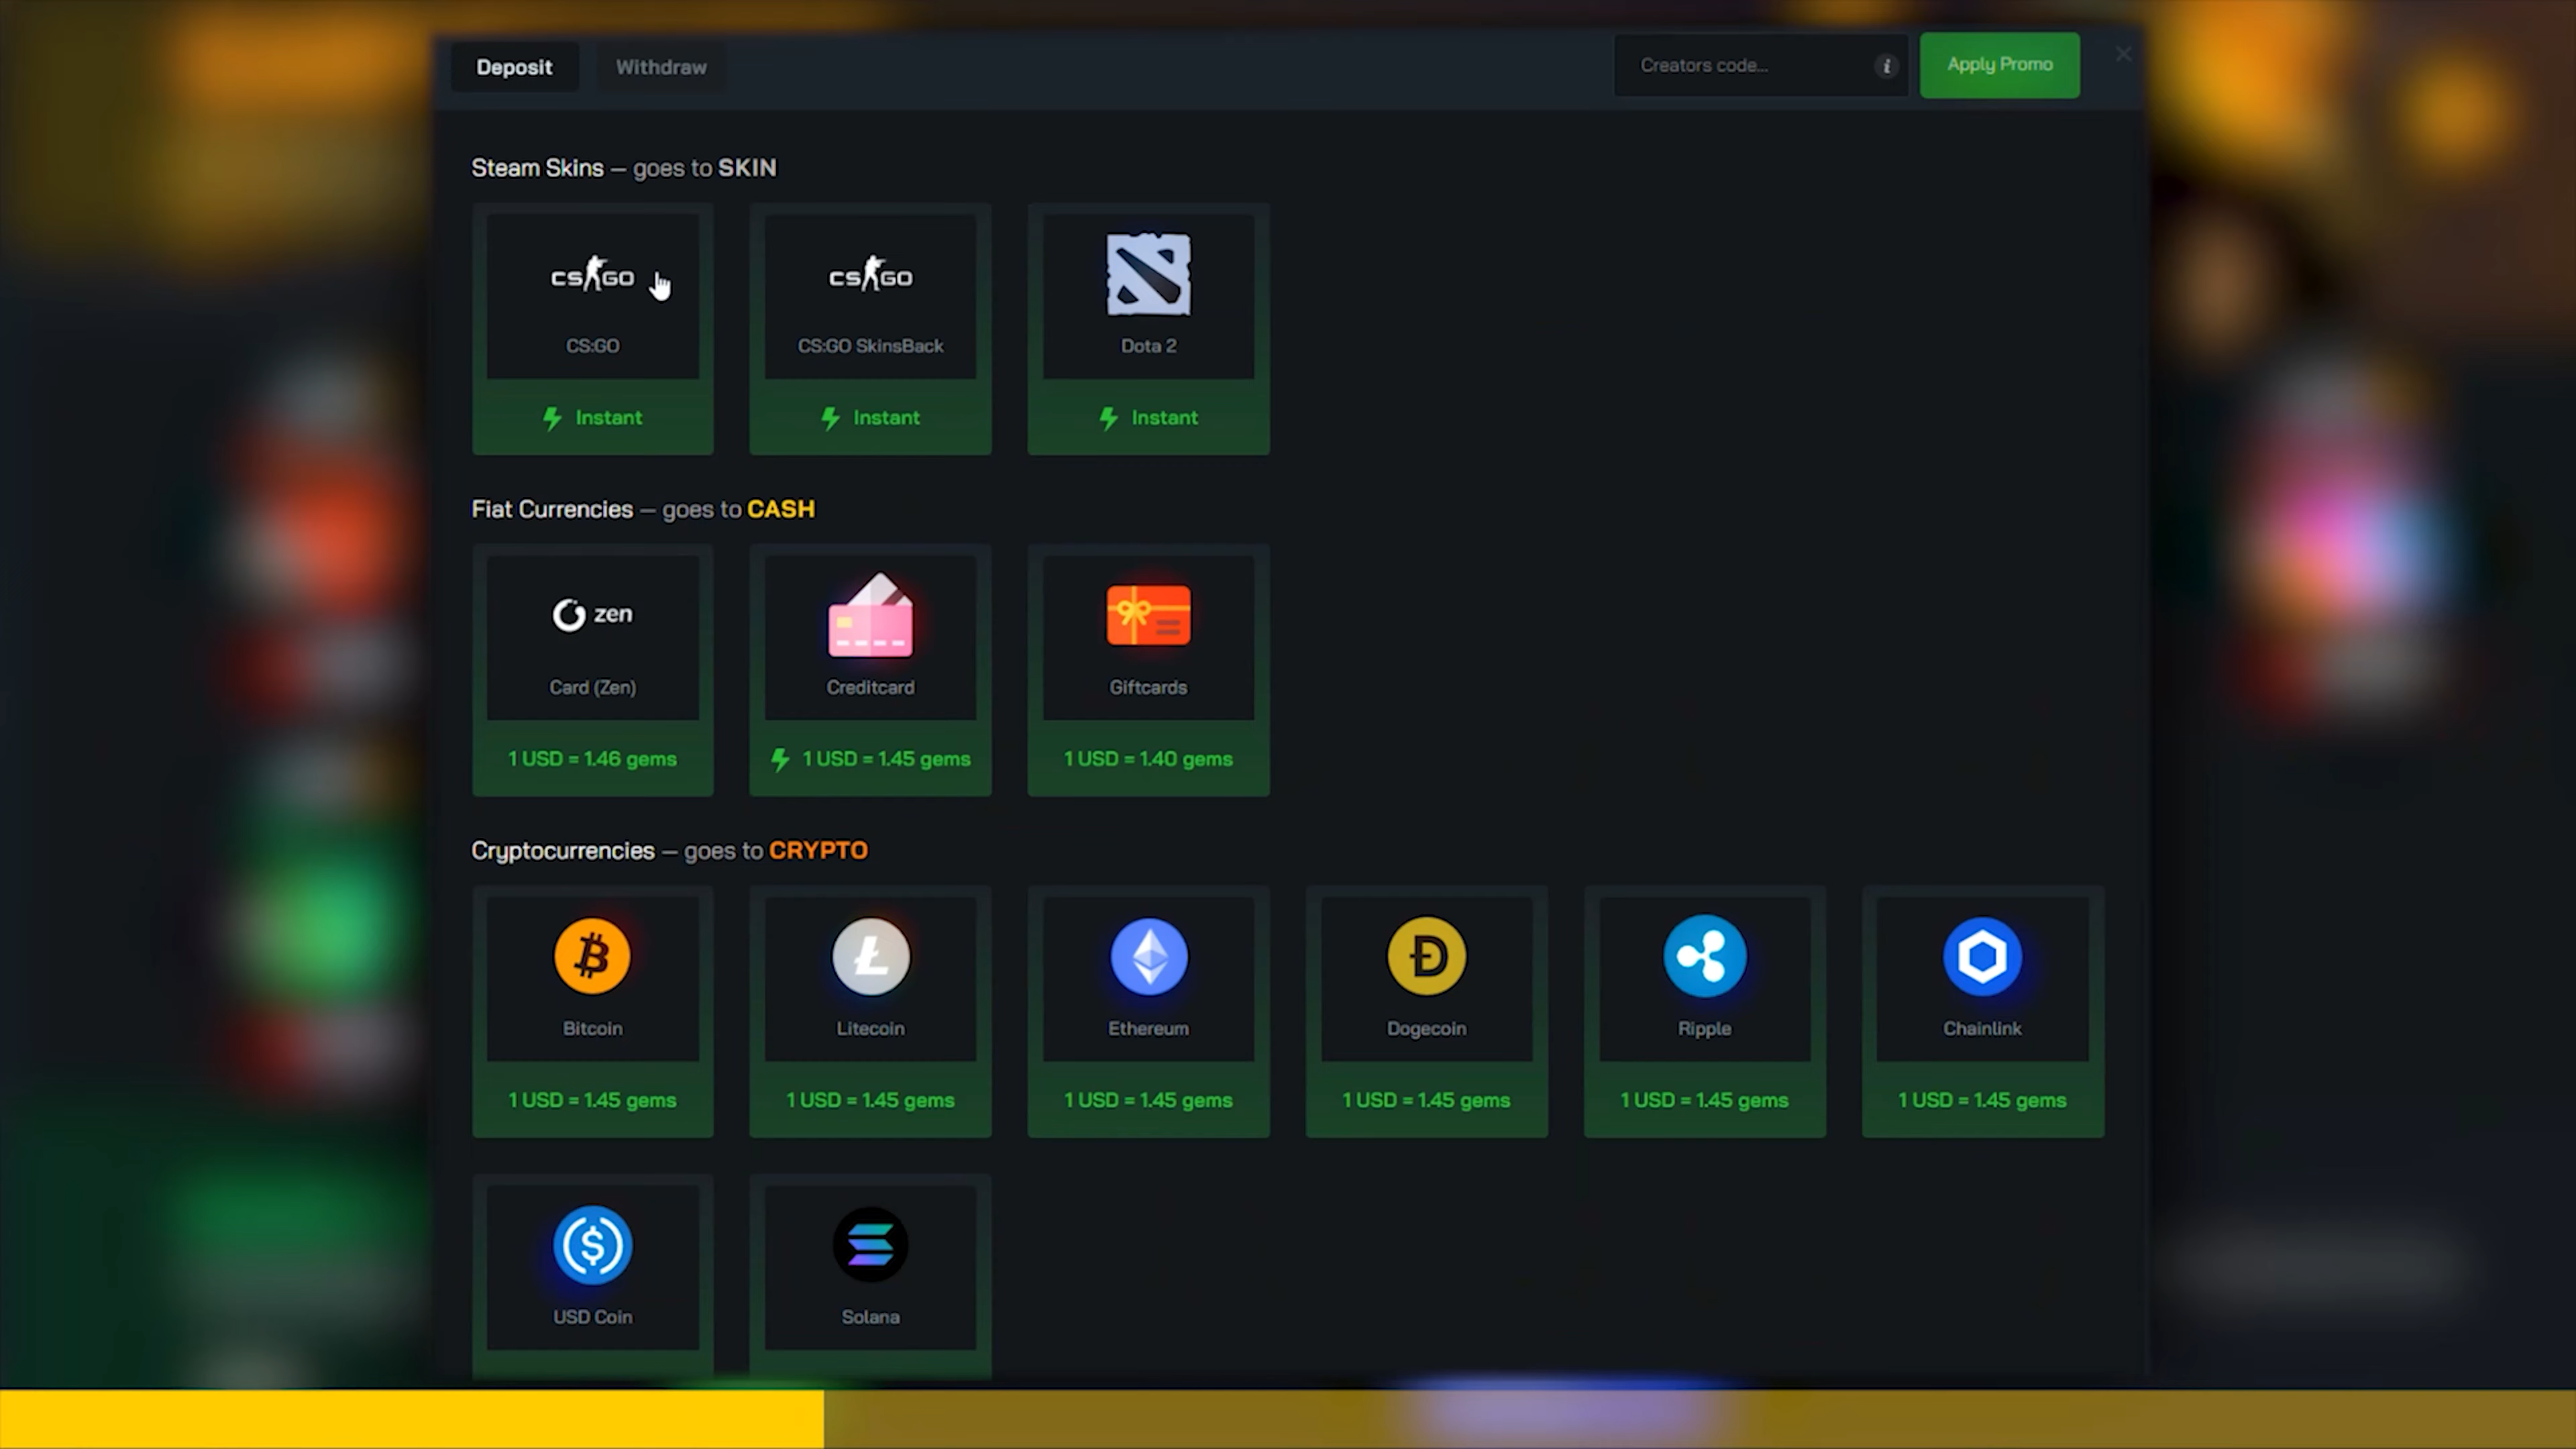 Deposit
Withdraw
Creators code...
i
Apply Promo
Steam Skins — goes to SKIN
CS GO
CS:GO
Instant
CS GO
CS:GO SkinsBack
Instant
Dota 2
Instant
Fiat Currencies — goes to CASH
zen
Card (Zen)
1 USD = 1.46 gems
Creditcard
1 USD = 1.45 gems
Giftcards
1 USD = 1.40 gems
Cryptocurrencies — goes to CRYPTO
Bitcoin
1 USD = 1.45 gems
Litecoin
1 USD = 1.45 gems
Ethereum
1 USD = 1.45 gems
Dogecoin
1 USD = 1.45 gems
Ripple
1 USD = 1.45 gems
Chainlink
1 USD = 1.45 gems
USD Coin
Solana